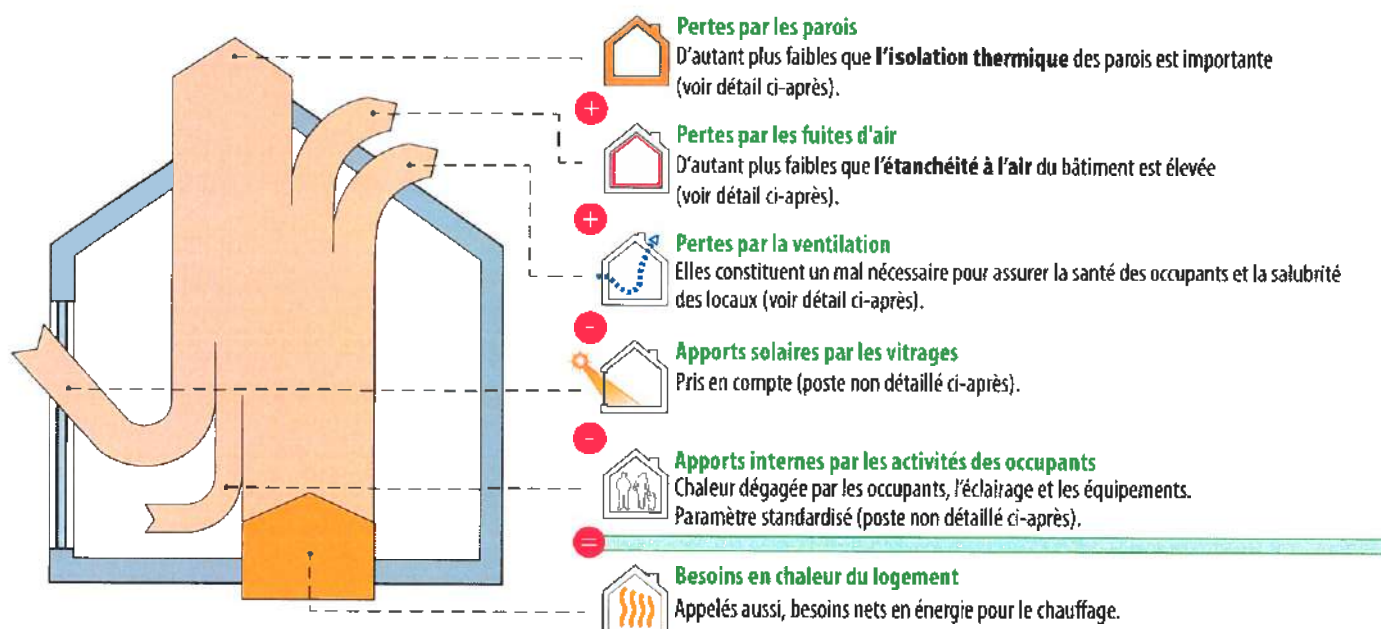 Pertes par les parois
D'autant plus faibles que l'isolation thermique des parois est importante
(voir détail ci-après).
+
Pertes par les fuites d'air
D'autant plus faibles que l'étanchéité à l'air du bâtiment est élevée
(voir détail ci-après).
+
Pertes par la ventilation
Elles constituent un mal nécessaire pour assurer la santé des occupants et la salubrité
des locaux (voir détail ci-après).
-
Apports solaires par les vitrages
Pris en compte (poste non détaillé ci-après).
-
Apports internes par les activités des occupants
Chaleur dégagée par les occupants, l'éclairage et les équipements.
Paramètre standardisé (poste non détaillé ci-après).
=
Besoins en chaleur du logement
Appelés aussi, besoins nets en énergie pour le chauffage.